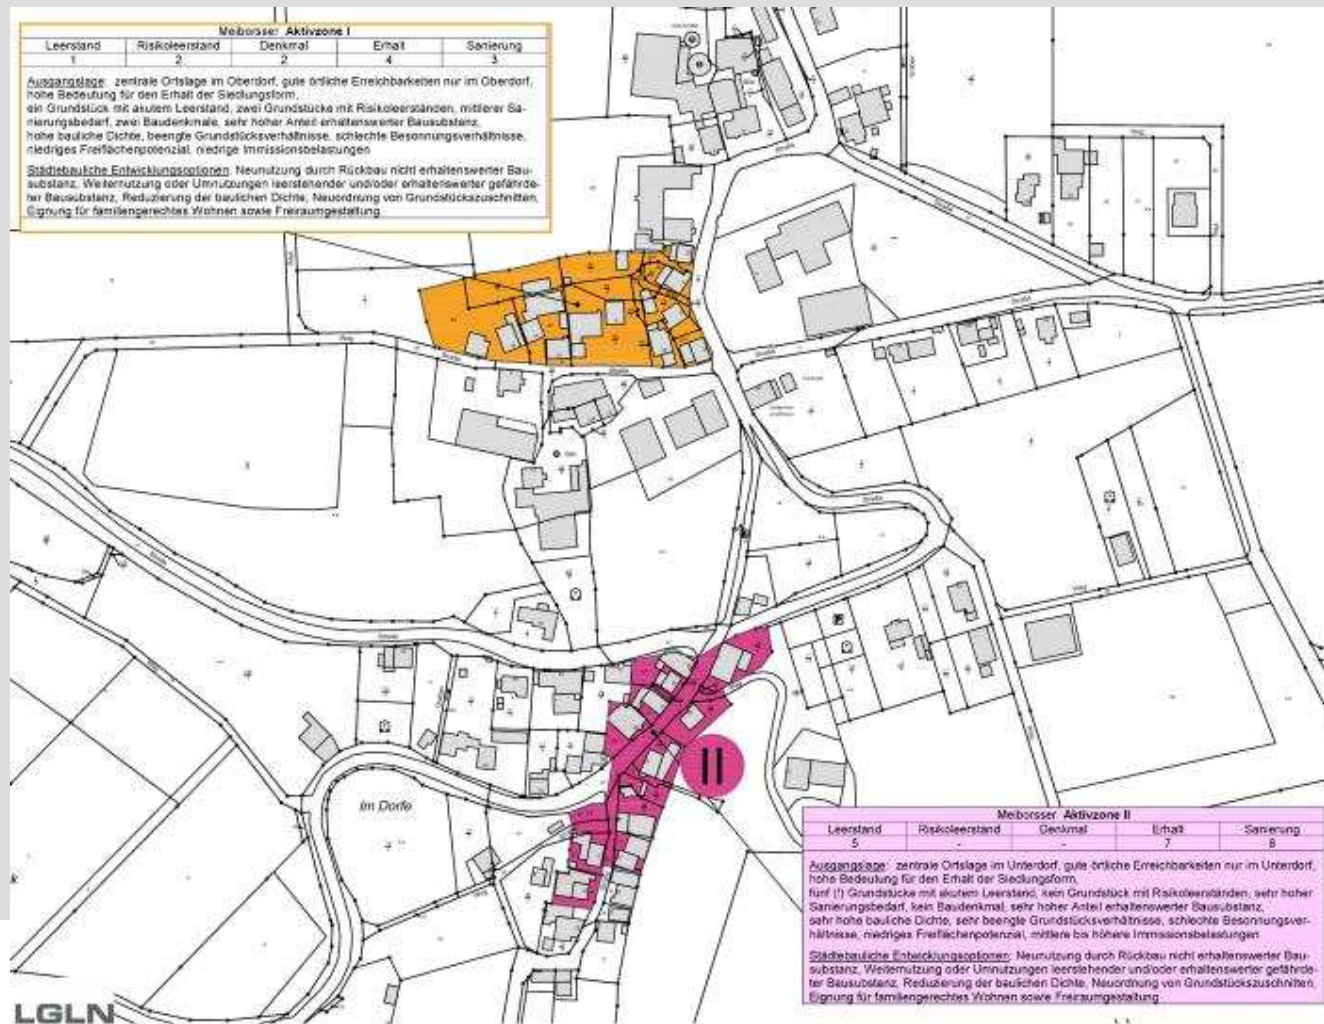 Meiborssen Aktivzone I
Leerstand Risikoleerstand Denkmal Erhalt Sanierung
1 2 2 4 3
Ausgangslage: zentrale Ortslage im Oberdorf, gute örtliche Erreichbarkeiten nur im Oberdorf,
hohe Bedeutung für den Erhalt der Siedlungsform,
ein Grundstück mit akutem Leerstand, zwei Grundstücke mit Risikoleerständen, mittlerer Sa-
nierungsbedarf, zwei Baudenkmale, sehr hoher Anteil erhaltenswerter Bausubstanz,
hohe bauliche Dichte, beengte Grundstücksverhältnisse, schlechte Besonnungsverhältnisse,
niedriges Freiflächenpotenzial, niedrige Immissionsbelastungen
Städtebauliche Entwicklungsoptionen: Neunutzung durch Rückbau nicht erhaltenswerter Bau-
substanz, Weiternutzung oder Umnutzungen leerstehender und/oder erhaltenswerter gefährde-
ter Bausubstanz, Reduzierung der baulichen Dichte, Neuordnung von Grundstückszuschnitten,
Eignung für familiengerechtes Wohnen sowie Freiraumgestaltung
II
Im Dorfe
Meiborssen Aktivzone II
Leerstand Risikoleerstand Denkmal Erhalt Sanierung
5 - - 7 8
Ausgangslage: zentrale Ortslage im Unterdorf, gute örtliche Erreichbarkeiten nur im Unterdorf,
hohe Bedeutung für den Erhalt der Siedlungsform,
fünf (!) Grundstücke mit akutem Leerstand, kein Grundstück mit Risikoleerständen, sehr hoher
Sanierungsbedarf, kein Baudenkmal, sehr hoher Anteil erhaltenswerter Bausubstanz,
sehr hohe bauliche Dichte, sehr beengte Grundstücksverhältnisse, schlechte Besonnungsver-
hältnisse, niedriges Freiflächenpotenzial, mittlere bis höhere Immissionsbelastungen
Städtebauliche Entwicklungsoptionen: Neunutzung durch Rückbau nicht erhaltenswerter Bau-
substanz, Weiternutzung oder Umnutzungen leerstehender und/oder erhaltenswerter gefährde-
ter Bausubstanz, Reduzierung der baulichen Dichte, Neuordnung von Grundstückszuschnitten,
Eignung für familiengerechtes Wohnen sowie Freiraumgestaltung
LGLN